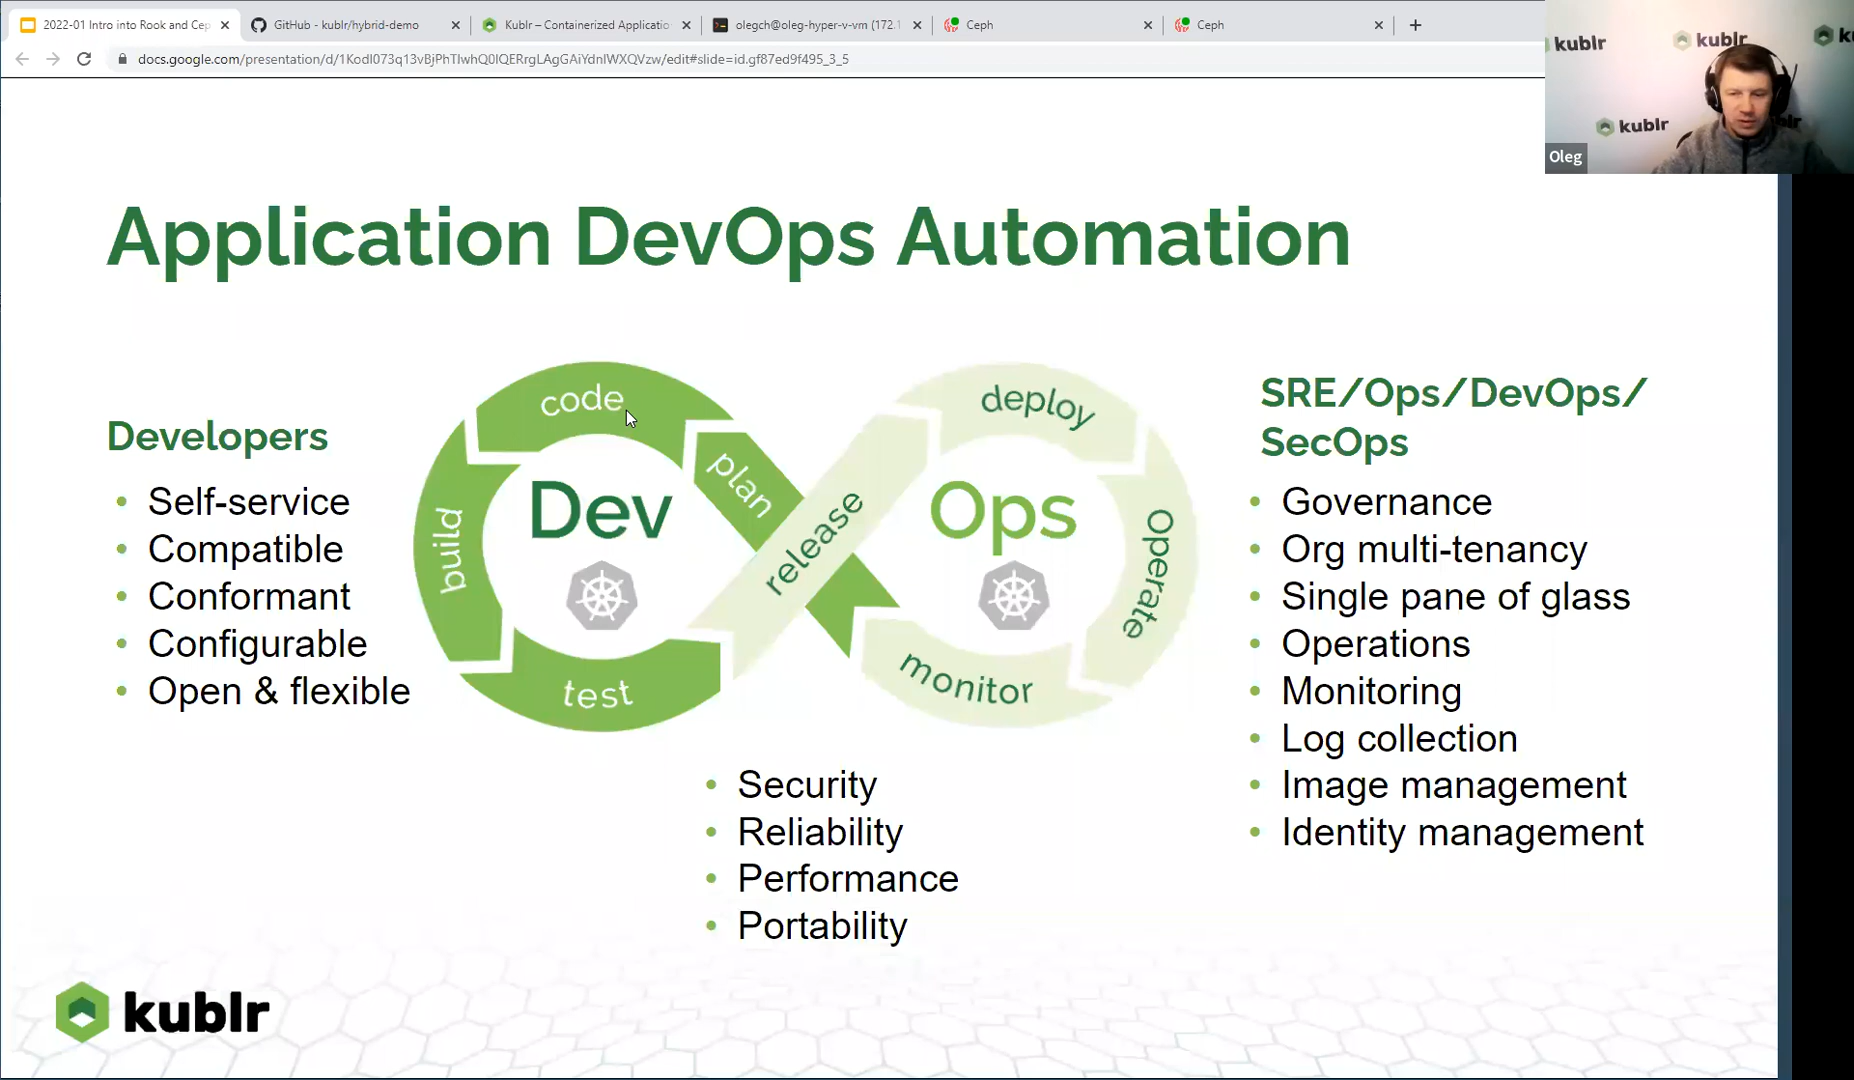 2022-01 Intro into Rook and Cep
GitHub - kublr/hybrid-demo
Kublr – Containerized Applicatio
olegch@oleg-hyper-v-vm (172.1
Ceph
Ceph
docs.google.com/presentation/d/1Kodl073q13vBjPhTlwhQ0lQERrgLAgGAiYdnlWXQVzw/edit#slide=id.gf87ed9f495_3_5
kublr
kublr
kublr
Oleg
Application DevOps Automation
Developers
Self-service
Compatible
Conformant
Configurable
Open & flexible
code
plan
build
test
Dev
release
deploy
Operate
monitor
Ops
SRE/Ops/DevOps/
SecOps
Governance
Org multi-tenancy
Single pane of glass
Operations
Monitoring
Log collection
Image management
Identity management
Security
Reliability
Performance
Portability
kublr